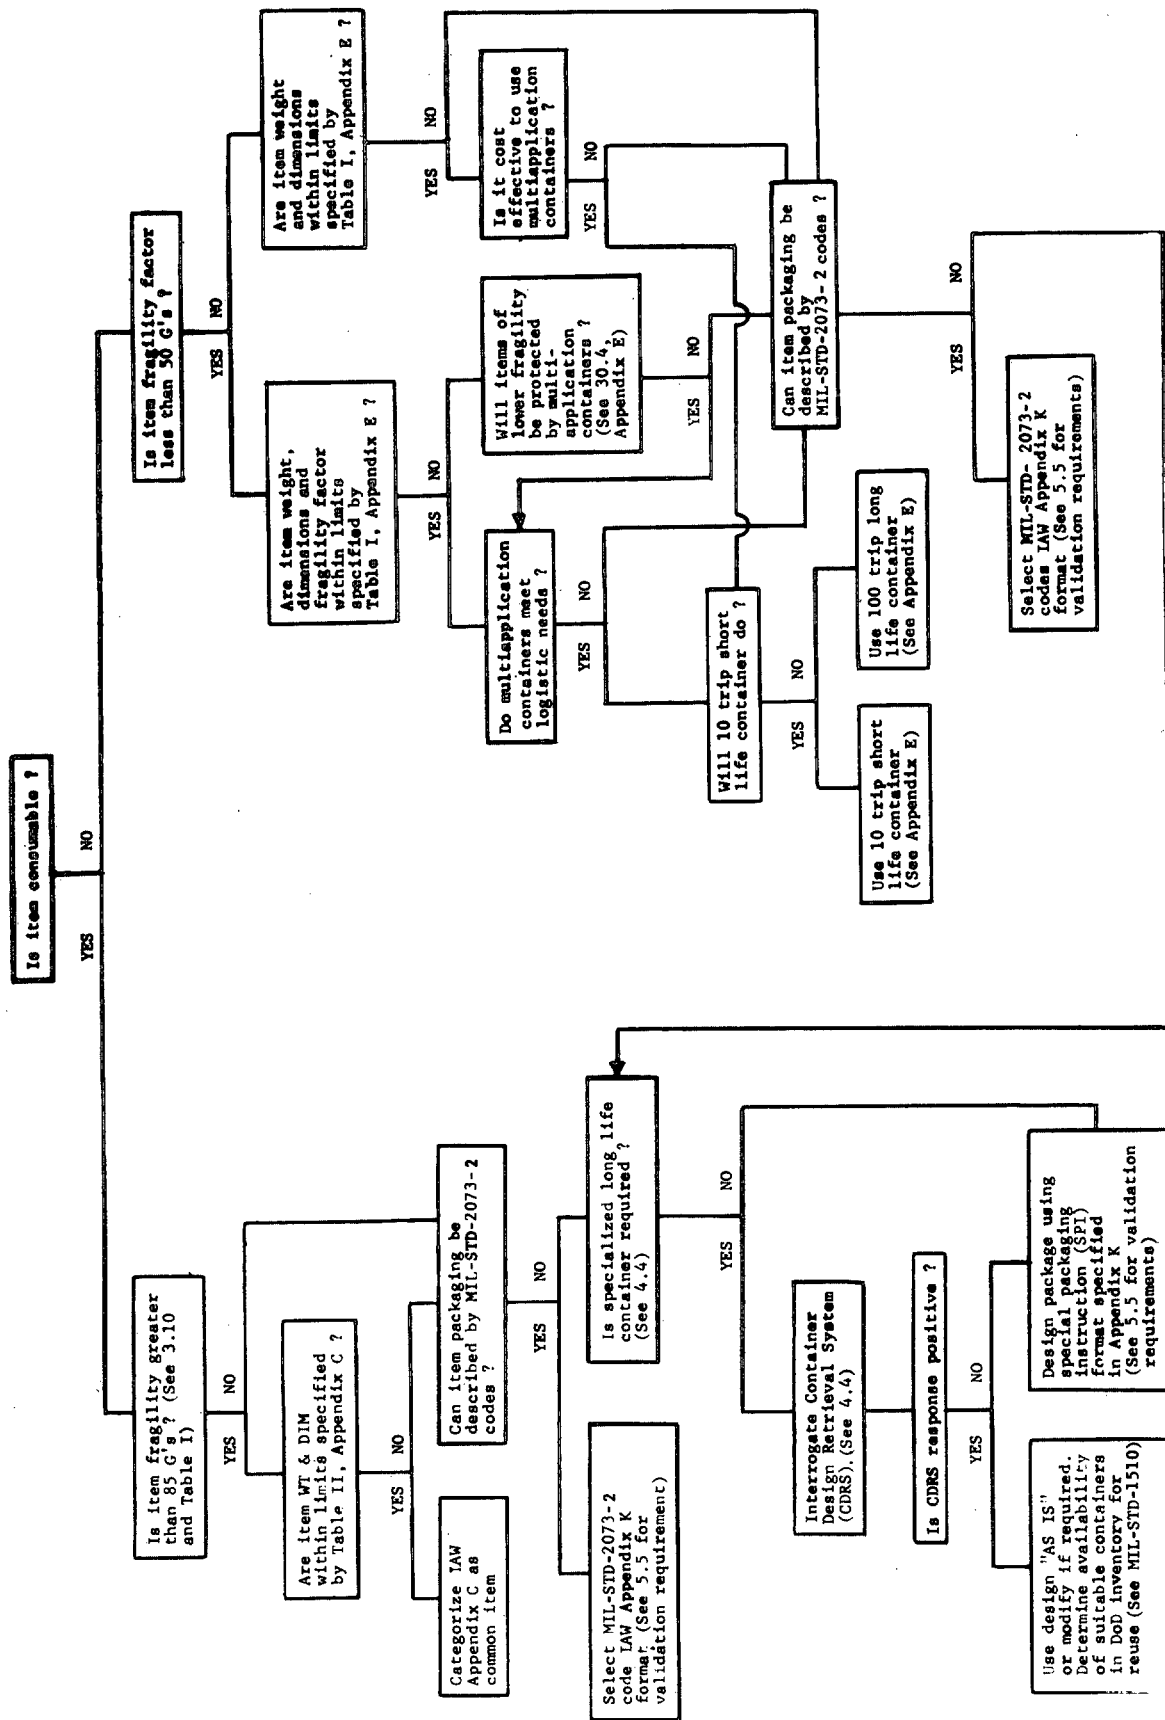 Is item consumable ?
YES
NO
Is item fragility greater
than 85 G's ? (See 3.10
and Table I)
YES
NO
Are item WT & DIM
within limits specified
by Table II, Appendix C ?
YES
NO
Categorize IAW
Appendix C as
common item
Can item packaging be
described by MIL-STD-2073-2
codes ?
YES
NO
Select MIL-STD-2073-2
code IAW Appendix K
format (See 5.5 for
validation requirement)
Is specialized long life
container required ?
(See 4.4)
YES
NO
Interrogate Container
Design Retrieval System
(CDRS).(See 4.4)
Is CDRS response positive ?
YES
NO
Use design "AS IS"
or modify if required.
Determine availability
of suitable containers
in DoD inventory for
reuse (See MIL-STD-1510)
Design package using
special packaging
instruction (SPI)
format specified
in Appendix K
(See 5.5 for validation
requirements)
Is item fragility factor
less than 50 G's ?
YES
NO
Are item weight,
dimensions and
fragility factor
within limits
specified by
Table I, Appendix E ?
YES
NO
Are item weight
and dimensions
within limits
specified by
Table I, Appendix E ?
YES
NO
Do multiapplication
containers meet
logistic needs ?
YES
NO
Will items of
lower fragility
be protected
by multi-
application
containers ?
(See 30.4,
Appendix E)
YES
NO
Is it cost
effective to use
multiapplication
containers ?
YES
NO
Will 10 trip short
life container do ?
YES
NO
Use 10 trip short
life container
(See Appendix E)
Use 100 trip long
life container
(See Appendix E)
Can item packaging be
described by
MIL-STD-2073-2 codes ?
YES
NO
Select MIL-STD- 2073-2
codes IAW Appendix K
format (See 5.5 for
validation requirements)